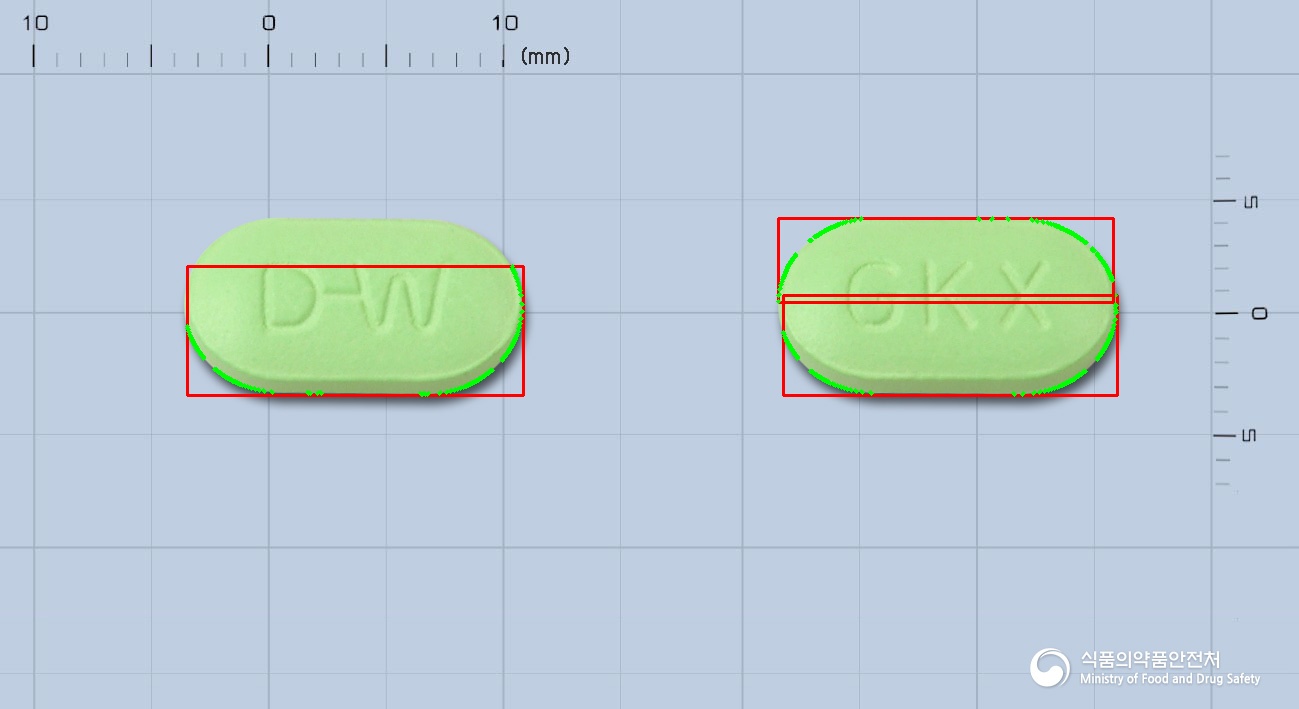 10 0 10
(mm)
D-W
GKX
5
0
5
식품의약품안전처
Ministry of Food and Drug Safety